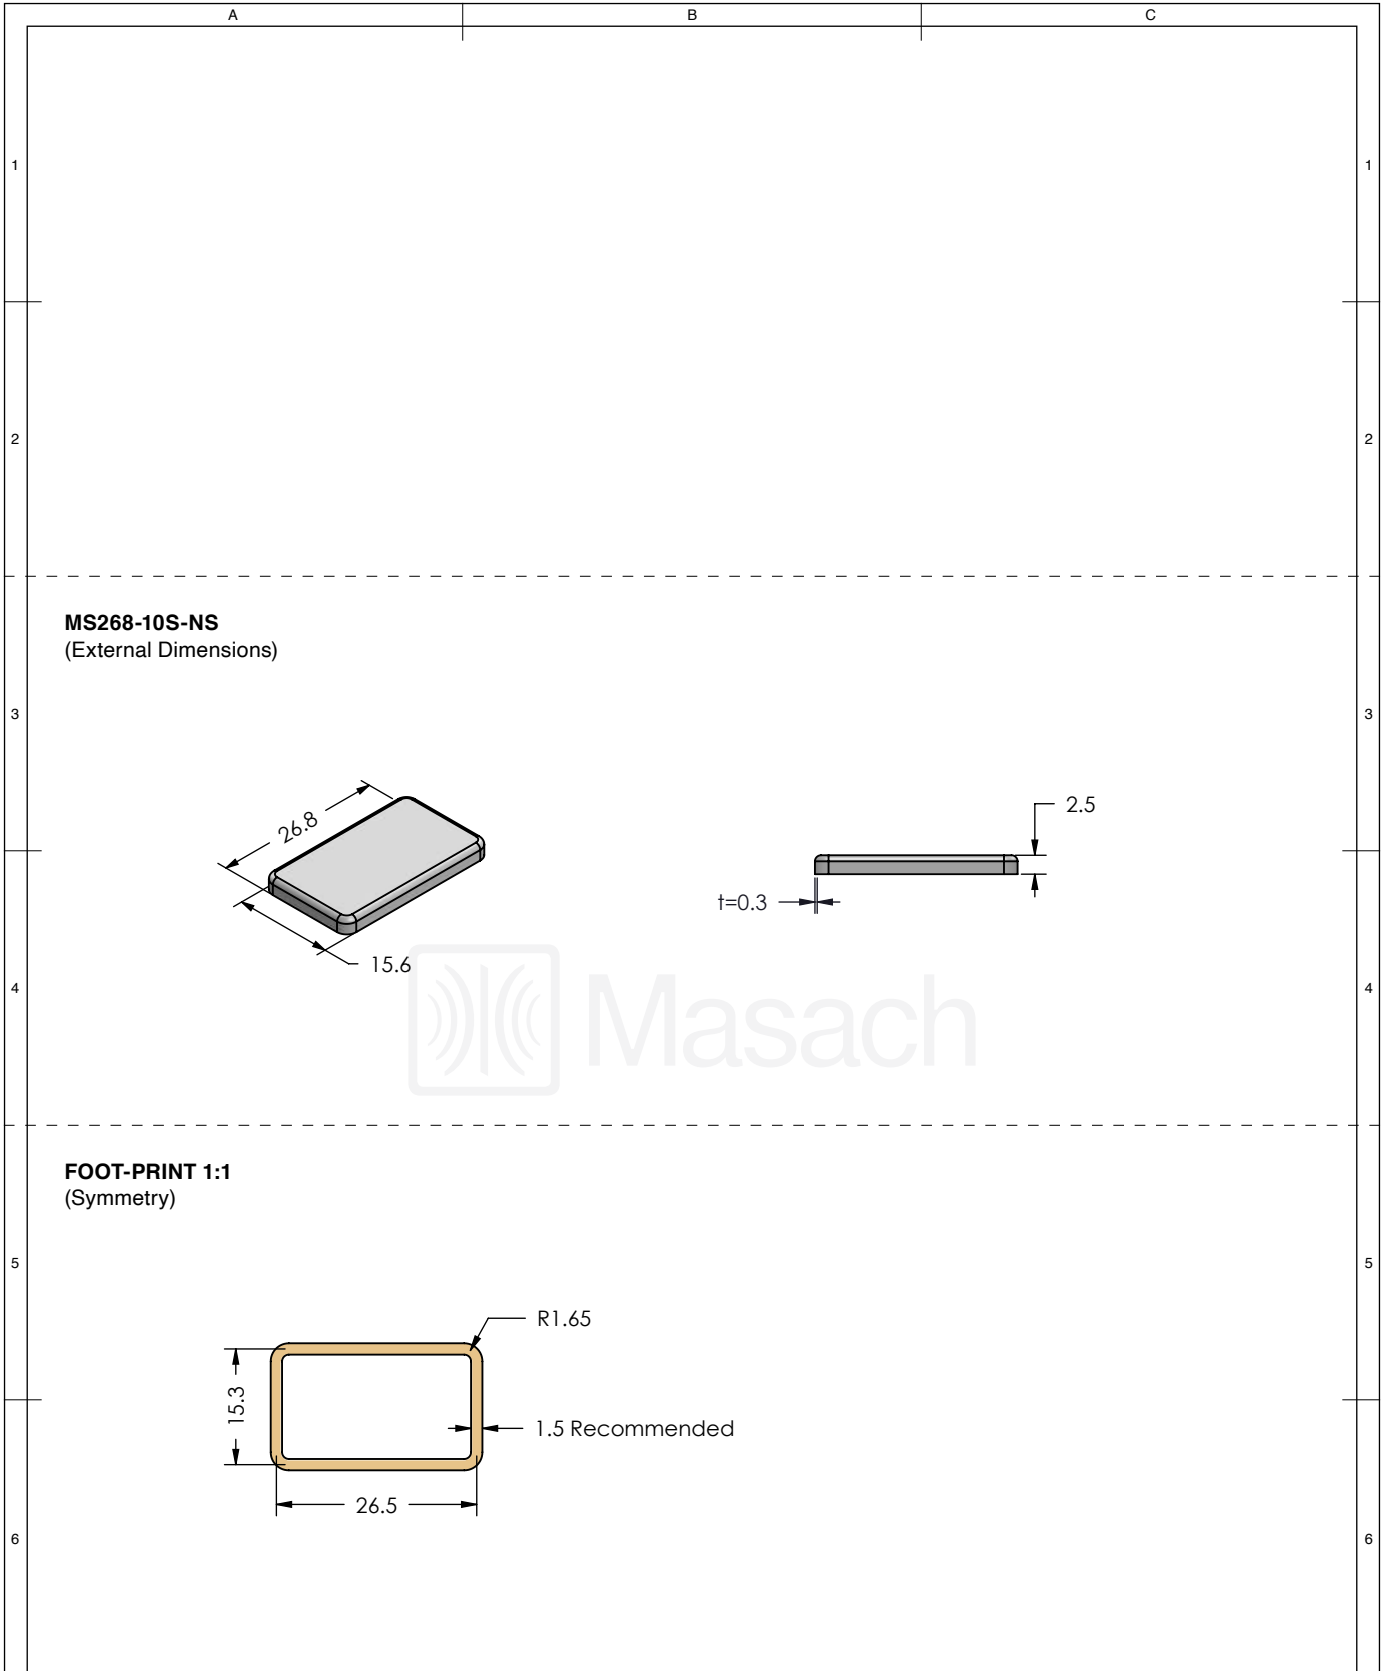 A B C
1 1
2 2
MS268-10S-NS
(External Dimensions)
3 3
26.8
2.5
t=0.3
15.6
4 4
Masach
FOOT-PRINT 1:1
(Symmetry)
5 5
R1.65
15.3
1.5 Recommended
26.5
6 6